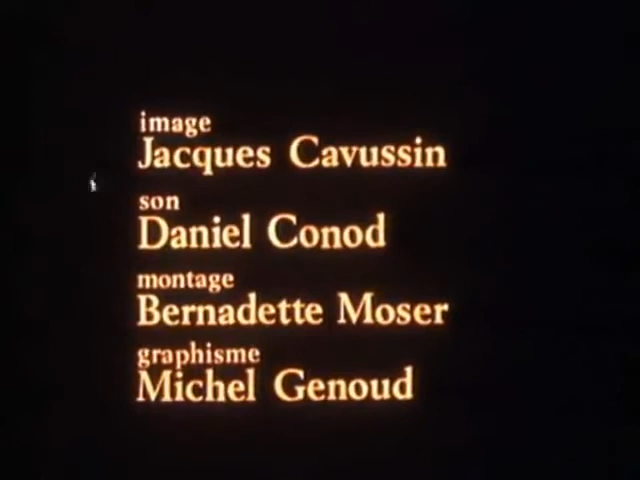 image
Jacques Cavussin
son
Daniel Conod
montage
Bernadette Moser
graphisme
Michel Genoud